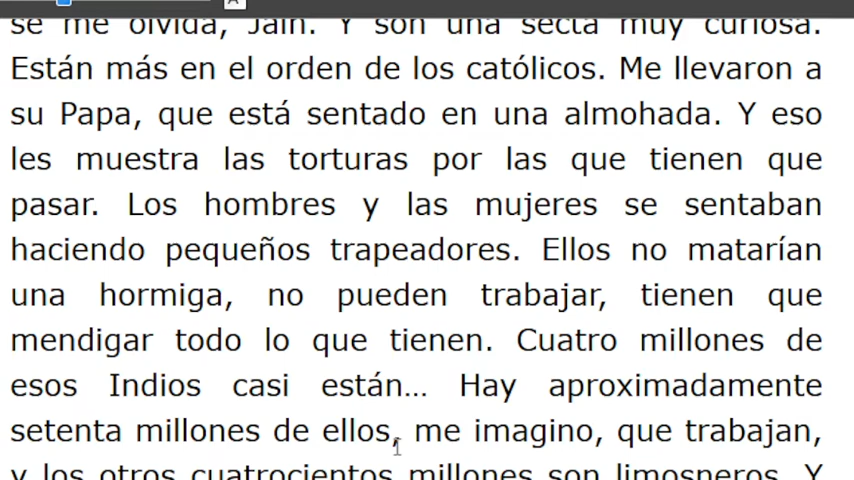 se me olvida, Jain. Y son una secta muy curiosa.
Están más en el orden de los católicos. Me llevaron a
su Papa, que está sentado en una almohada. Y eso
les muestra las torturas por las que tienen que
pasar. Los hombres y las mujeres se sentaban
haciendo pequeños trapeadores. Ellos no matarían
una hormiga, no pueden trabajar, tienen que
mendigar todo lo que tienen. Cuatro millones de
esos Indios casi están... Hay aproximadamente
setenta millones de ellos, me imagino, que trabajan,
y los otros cuatrocientos millones son limosneros. Y